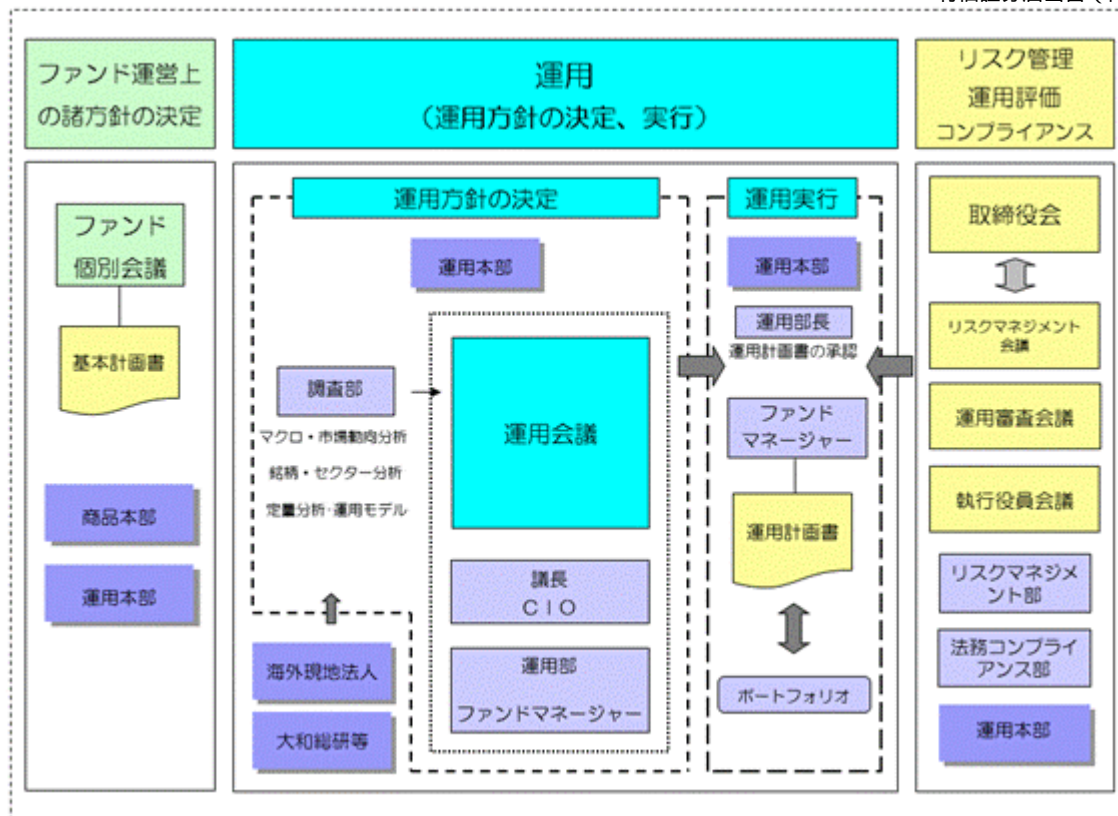 ファンド運営上
の諸方針の決定
運用
（運用方針の決定、実行）
リスク管理
運用評価
コンプライアンス
ファンド
個別会議
基本計画書
商品本部
運用本部
運用方針の決定
運用本部
調査部
マクロ・市場動向分析
銘柄・セクター分析
定量分析・運用モデル
海外現地法人
大和総研等
運用会議
議長
CIO
運用部
ファンドマネージャー
運用実行
運用本部
運用部長
運用計画書の承認
ファンド
マネージャー
運用計画書
ポートフォリオ
取締役会
リスクマネジメント
会議
運用審査会議
執行役員会議
リスクマネジメ
ント部
法務コンプライ
アンス部
運用本部